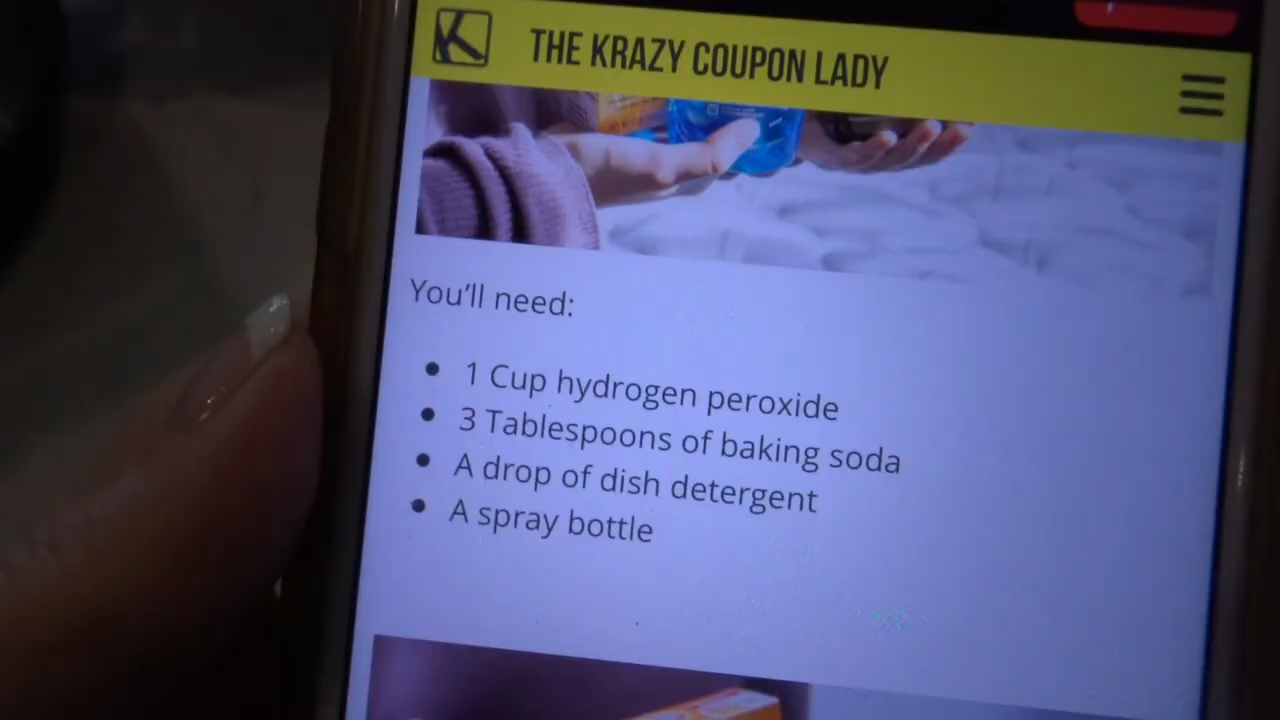 THE KRAZY COUPON LADY
You'll need:
1 Cup hydrogen peroxide
3 Tablespoons of baking soda
A drop of dish detergent
A spray bottle